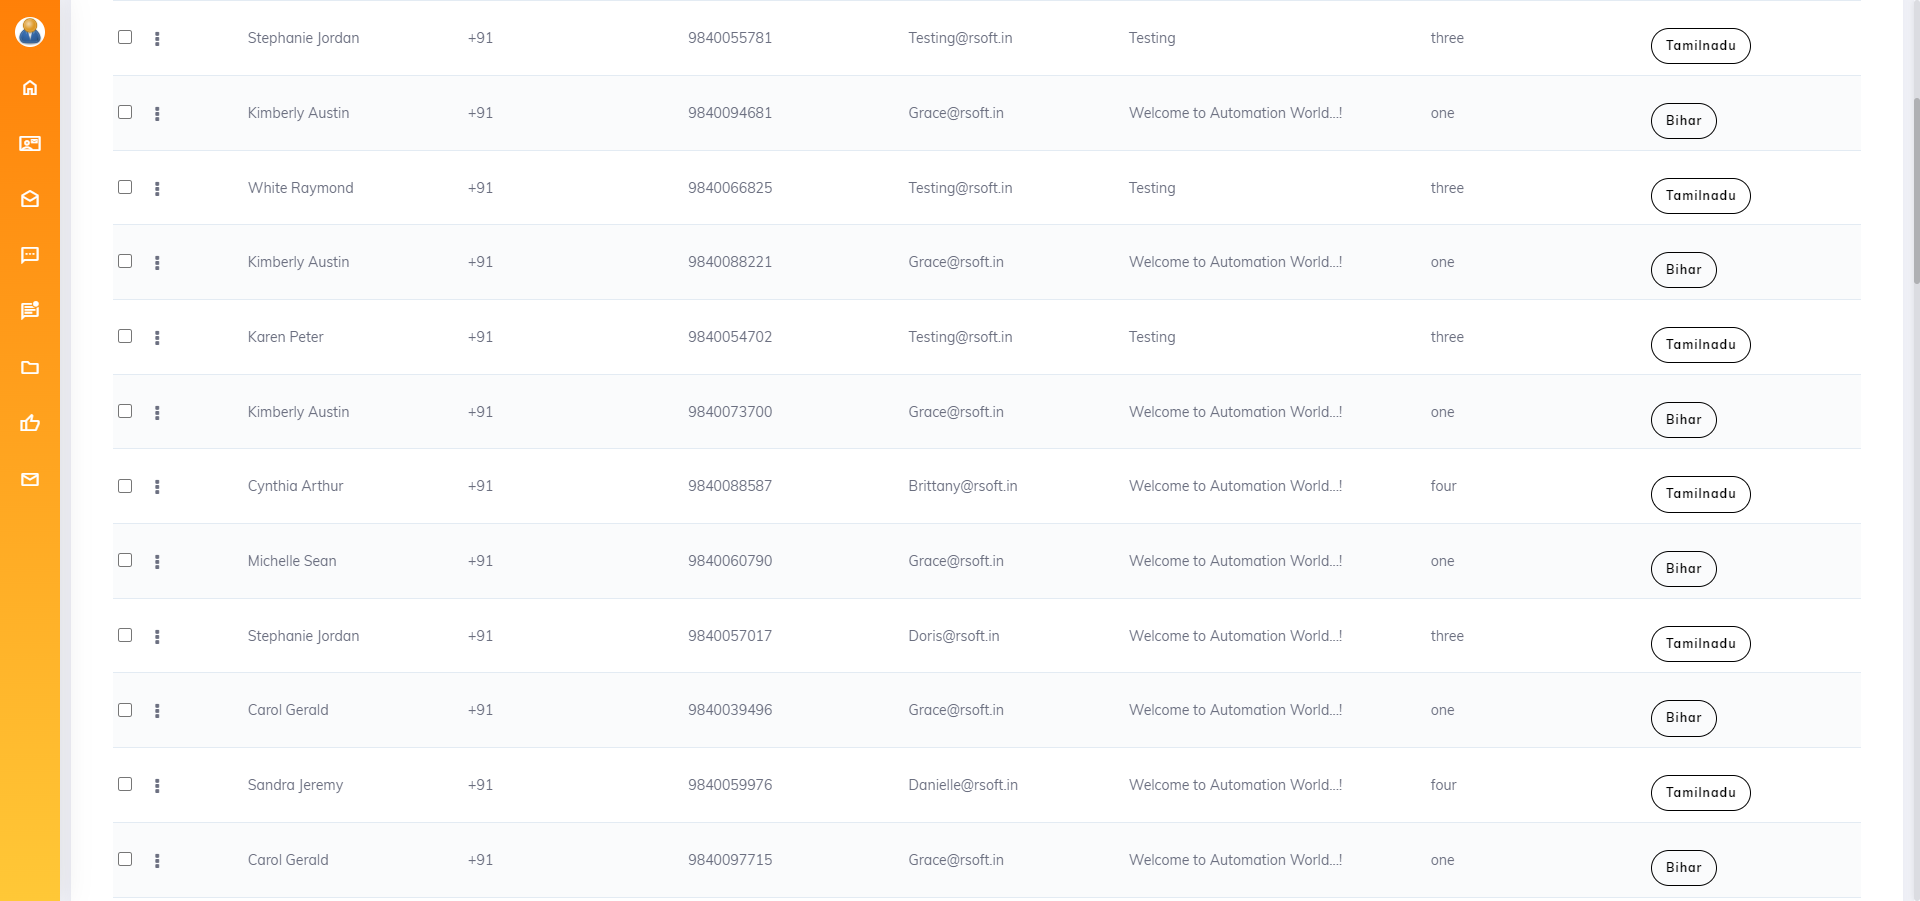 Stephanie Jordan +91 9840055781 Testing@rsoft.in Testing three Tamilnadu
Kimberly Austin +91 9840094681 Grace@rsoft.in Welcome to Automation World...! one Bihar
White Raymond +91 9840066825 Testing@rsoft.in Testing three Tamilnadu
Kimberly Austin +91 9840088221 Grace@rsoft.in Welcome to Automation World...! one Bihar
Karen Peter +91 9840054702 Testing@rsoft.in Testing three Tamilnadu
Kimberly Austin +91 9840073700 Grace@rsoft.in Welcome to Automation World...! one Bihar
Cynthia Arthur +91 9840088587 Brittany@rsoft.in Welcome to Automation World...! four Tamilnadu
Michelle Sean +91 9840060790 Grace@rsoft.in Welcome to Automation World...! one Bihar
Stephanie Jordan +91 9840057017 Doris@rsoft.in Welcome to Automation World...! three Tamilnadu
Carol Gerald +91 9840039496 Grace@rsoft.in Welcome to Automation World...! one Bihar
Sandra Jeremy +91 9840059976 Danielle@rsoft.in Welcome to Automation World...! four Tamilnadu
Carol Gerald +91 9840097715 Grace@rsoft.in Welcome to Automation World...! one Bihar